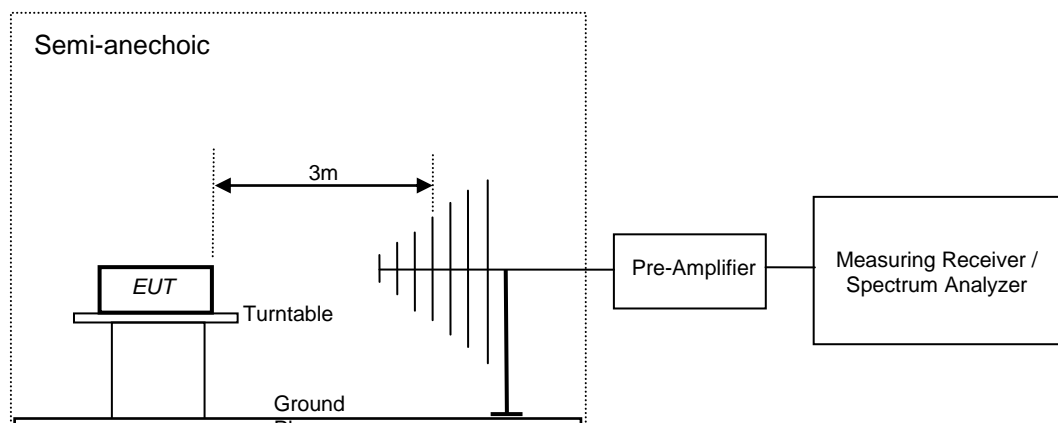 Semi-anechoic
3m
EUT
Turntable
Pre-Amplifier
Measuring Receiver /
Spectrum Analyzer
Ground